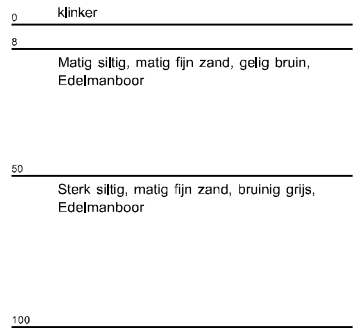 klinker
0
8
Matig siltig, matig fijn zand, gelig bruin,
Edelmanboor
50
Sterk siltig, matig fijn zand, bruinig grijs,
Edelmanboor
100